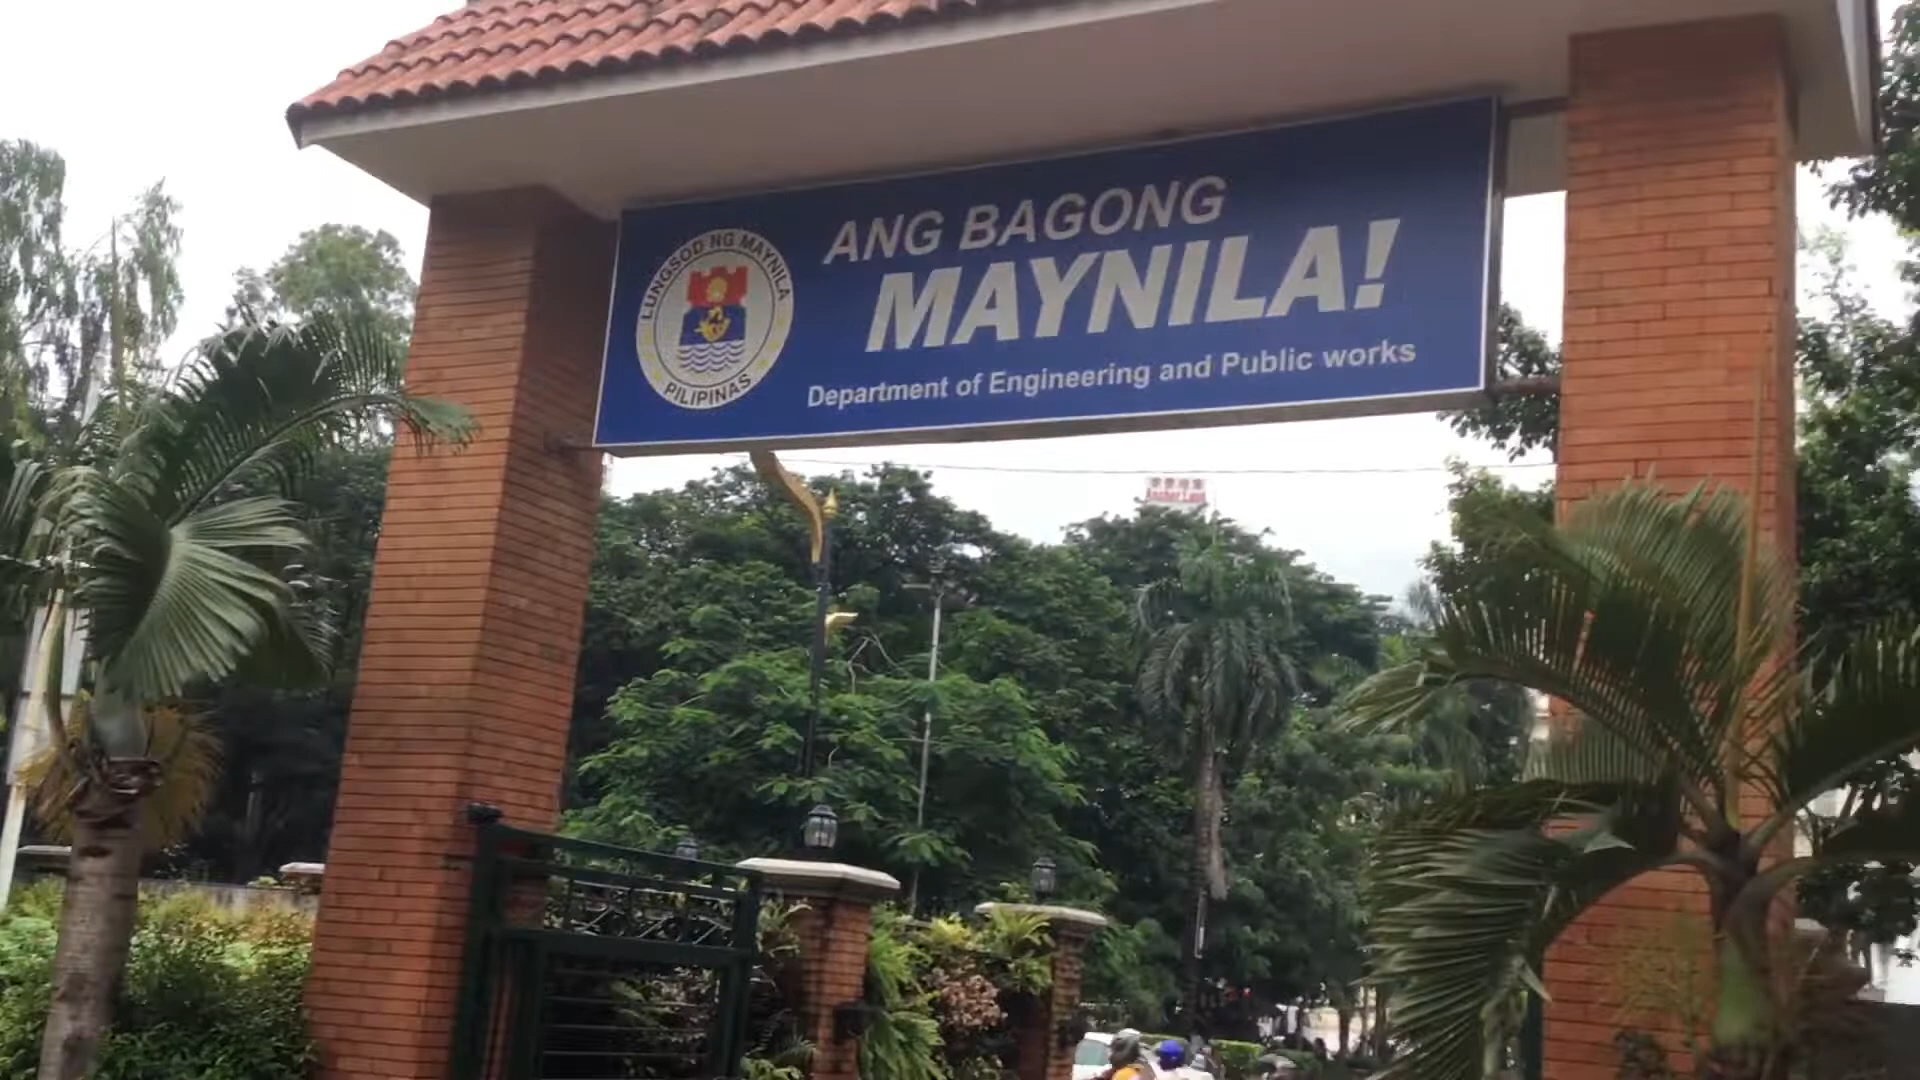 LUNGSOD NG MAYNILA
PILIPINAS
ANG BAGONG
MAYNILA!
Department of Engineering and Public works